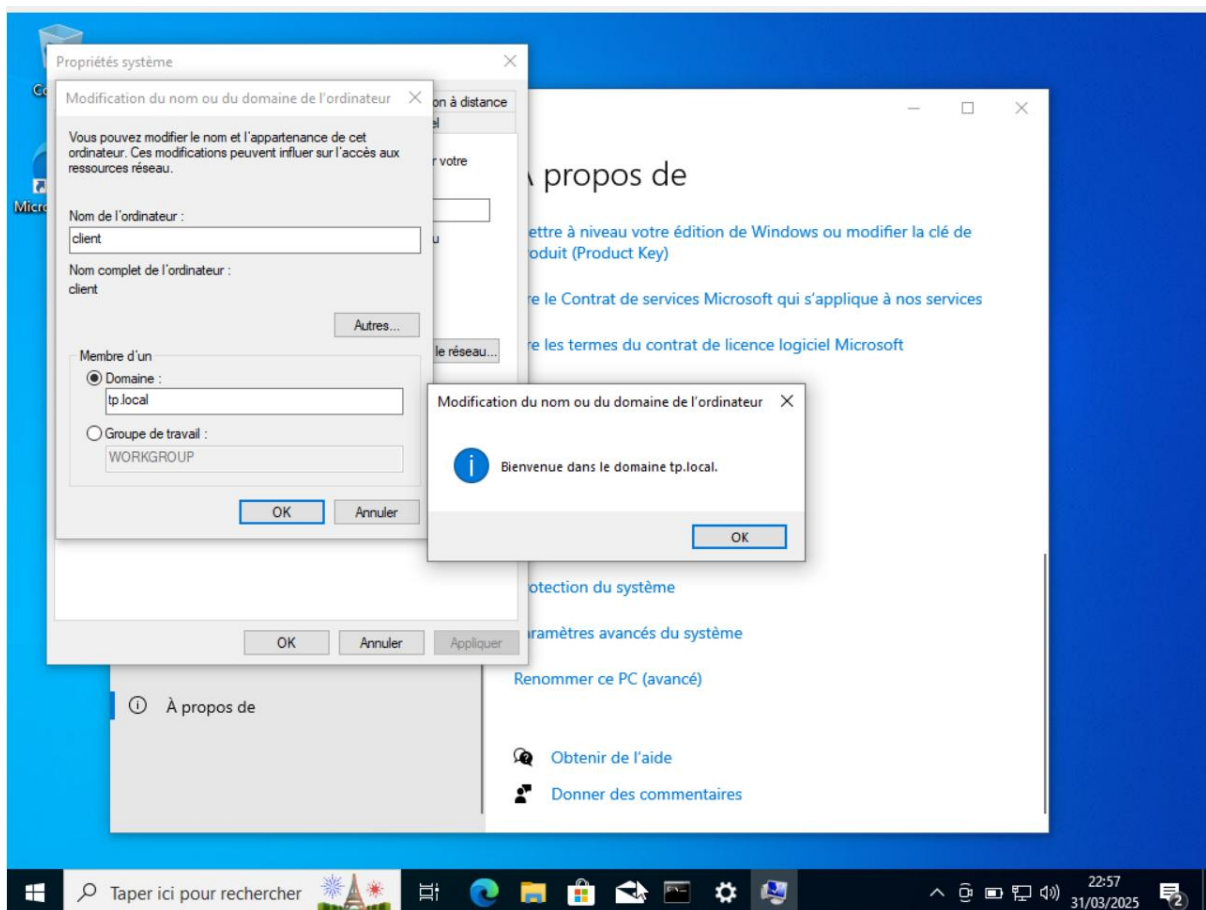 Propriétés système
Modification du nom ou du domaine de l'ordinateur
on à distance
Vous pouvez modifier le nom et l'appartenance de cet
ordinateur. Ces modifications peuvent influer sur l'accès aux
ressources réseau.
r votre
Nom de l'ordinateur :
client
u
Nom complet de l'ordinateur :
client
Autres...
le réseau...
Membre d'un
Domaine :
tp.local
Groupe de travail :
WORKGROUP
OK
Annuler
OK
Annuler
Appliquer
propos de
ettre à niveau votre édition de Windows ou modifier la clé de
oduit (Product Key)
re le Contrat de services Microsoft qui s'applique à nos services
re les termes du contrat de licence logiciel Microsoft
Modification du nom ou du domaine de l'ordinateur
Bienvenue dans le domaine tp.local.
OK
otection du système
ramètres avancés du système
Renommer ce PC (avancé)
À propos de
Obtenir de l'aide
Donner des commentaires
Taper ici pour rechercher
22:57
31/03/2025
2